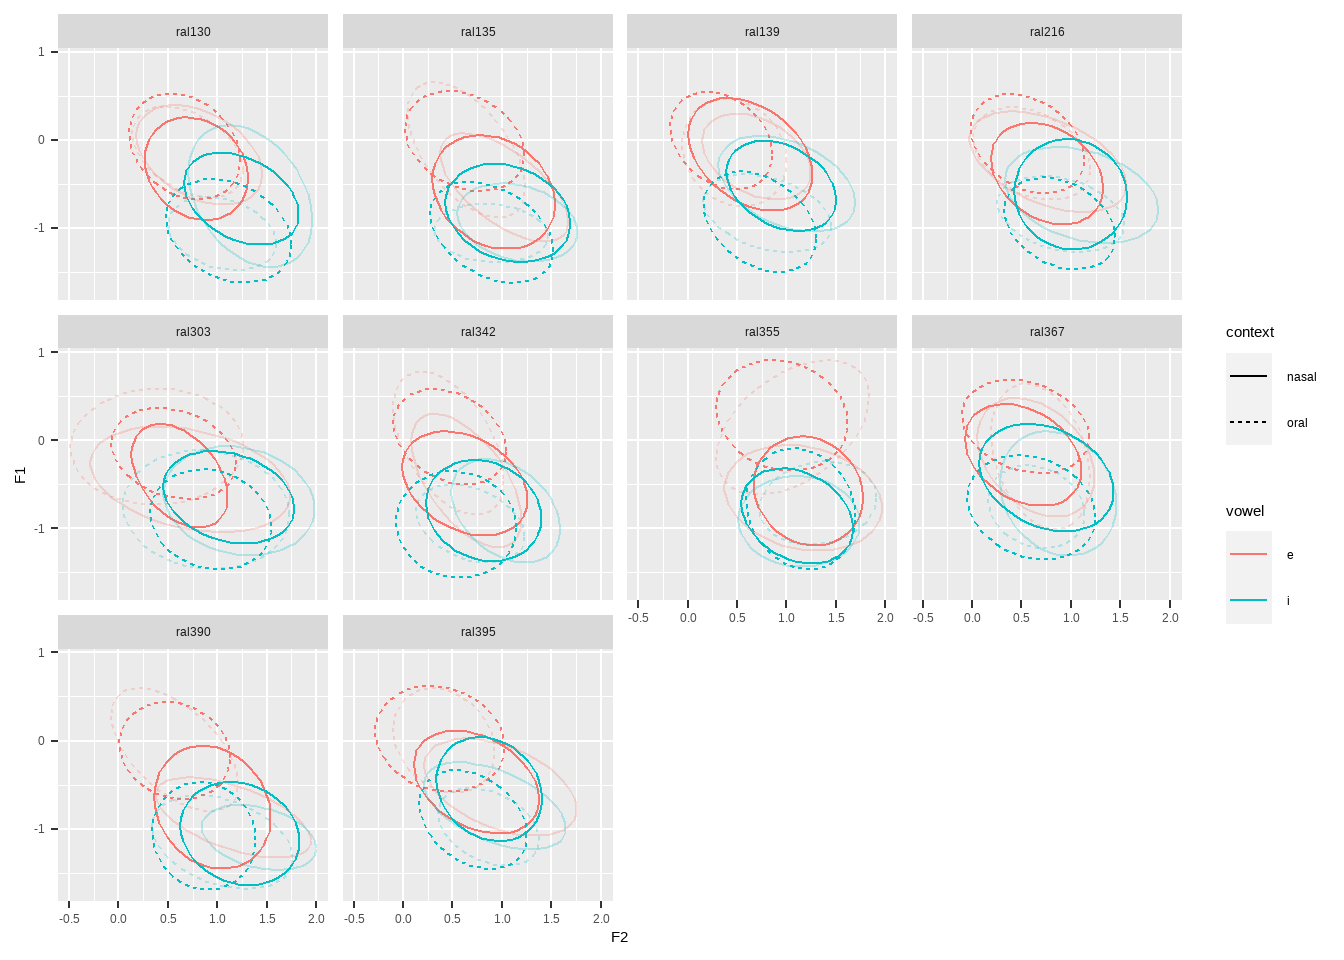 ral130 ral135 ral139 ral216
1
0
-1
ral303 ral342 ral355 ral367
1
0
-1
-0.5 0.0 0.5 1.0 1.5 2.0 -0.5 0.0 0.5 1.0 1.5 2.0
ral390 ral395
1
0
-1
-0.5 0.0 0.5 1.0 1.5 2.0 -0.5 0.0 0.5 1.0 1.5 2.0
F2
F1
context
nasal
oral
vowel
e
i